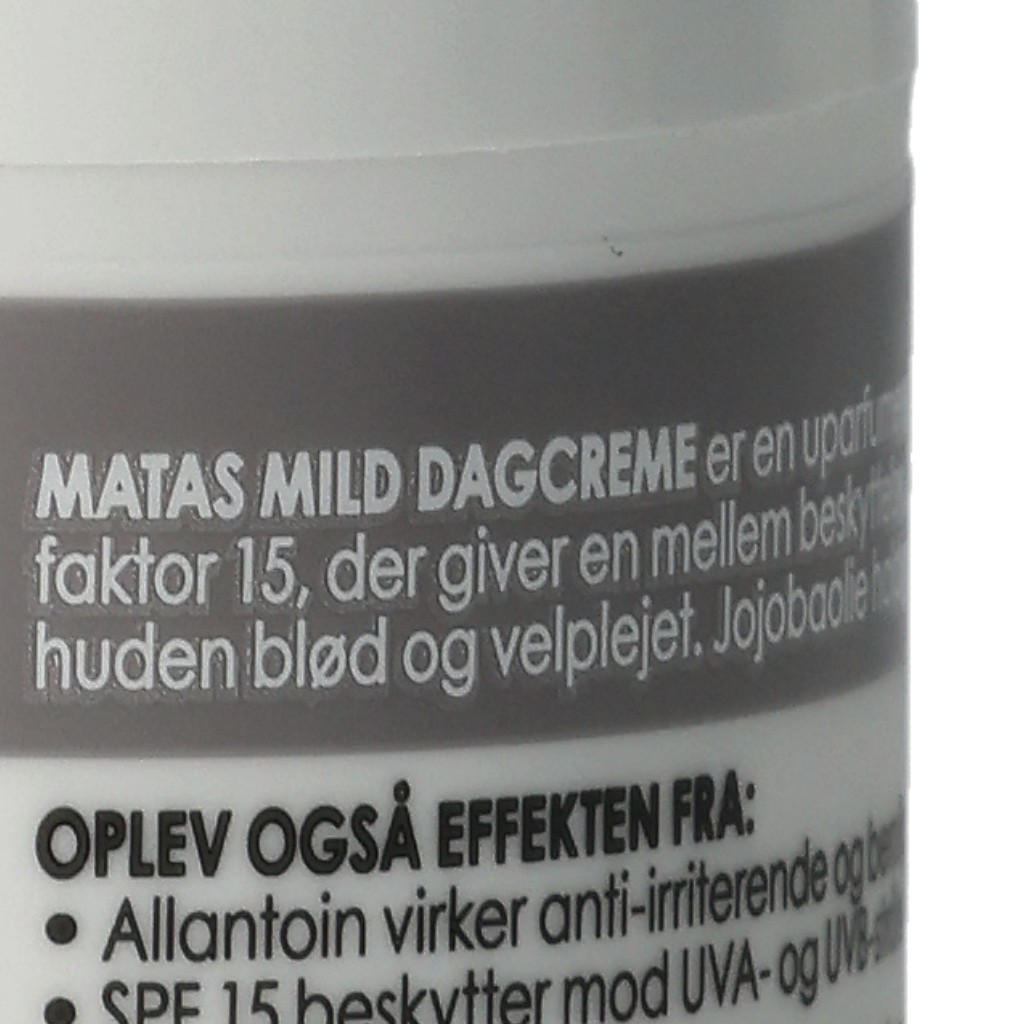 MATAS MILD DAGCREME er en
faktor 15, der giver en mellem
huden blød og velplejet. Jojobaolie
OPLEV OGSÅ EFFEKTEN FRA:
• Allantoin virker anti-irriterende og
• SPF 15 beskytter mod UVA- og UVB-